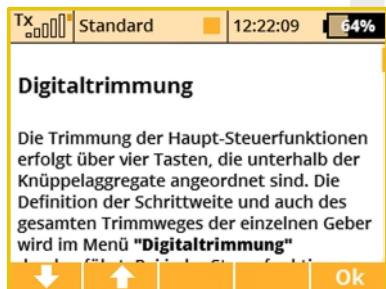 Tx Standard 12:22:09 64%
Digitaltrimmung
Die Trimmung der Haupt-Steuerfunktionen
erfolgt über vier Tasten, die unterhalb der
Knüppelaggregate angeordnet sind. Die
Definition der Schrittweite und auch des
gesamten Trimmweges der einzelnen Geber
wird im Menü "Digitaltrimmung"
Ok